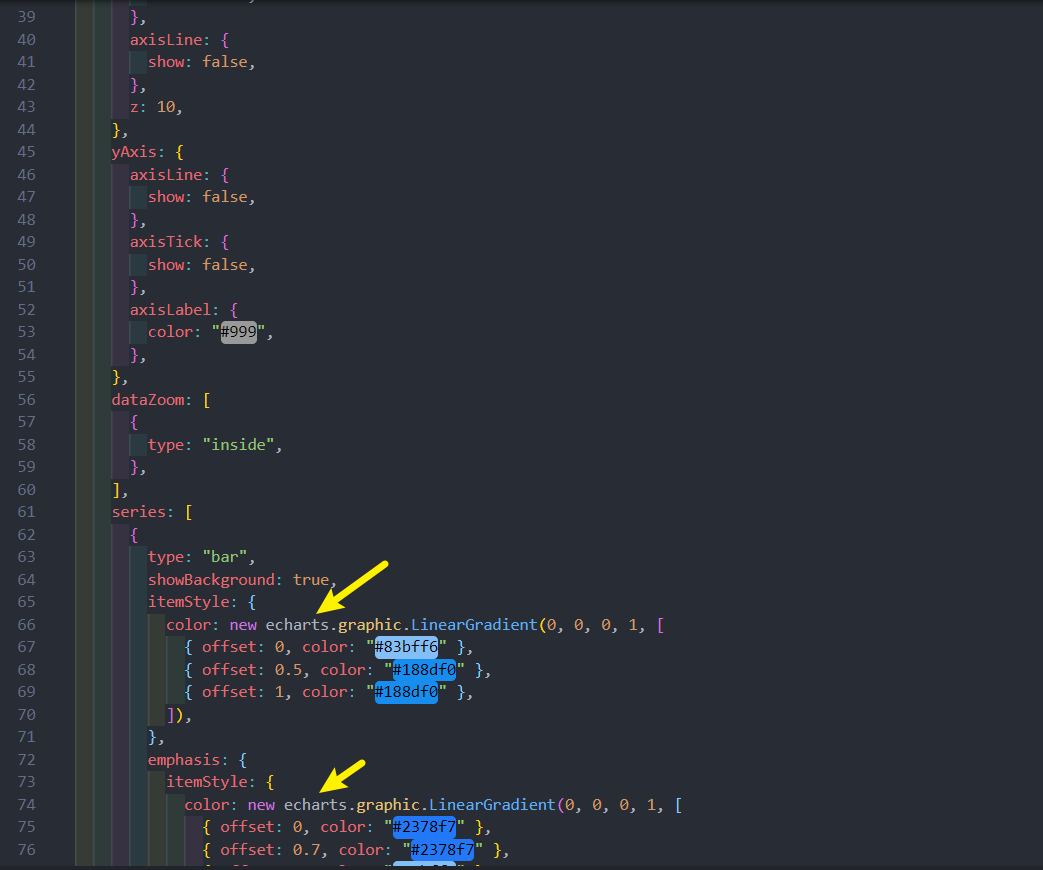 39 },
40 axisLine: {
41 show: false,
42 },
43 z: 10,
44 },
45 yAxis: {
46 axisLine: {
47 show: false,
48 },
49 axisTick: {
50 show: false,
51 },
52 axisLabel: {
53 color: "#999",
54 },
55 },
56 dataZoom: [
57 {
58 type: "inside",
59 },
60 ],
61 series: [
62 {
63 type: "bar",
64 showBackground: true,
65 itemStyle: {
66 color: new echarts.graphic.LinearGradient(0, 0, 0, 1, [
67 { offset: 0, color: "#83bff6" },
68 { offset: 0.5, color: "#188df0" },
69 { offset: 1, color: "#188df0" },
70 ]),
71 },
72 emphasis: {
73 itemStyle: {
74 color: new echarts.graphic.LinearGradient(0, 0, 0, 1, [
75 { offset: 0, color: "#2378f7" },
76 { offset: 0.7, color: "#2378f7" },